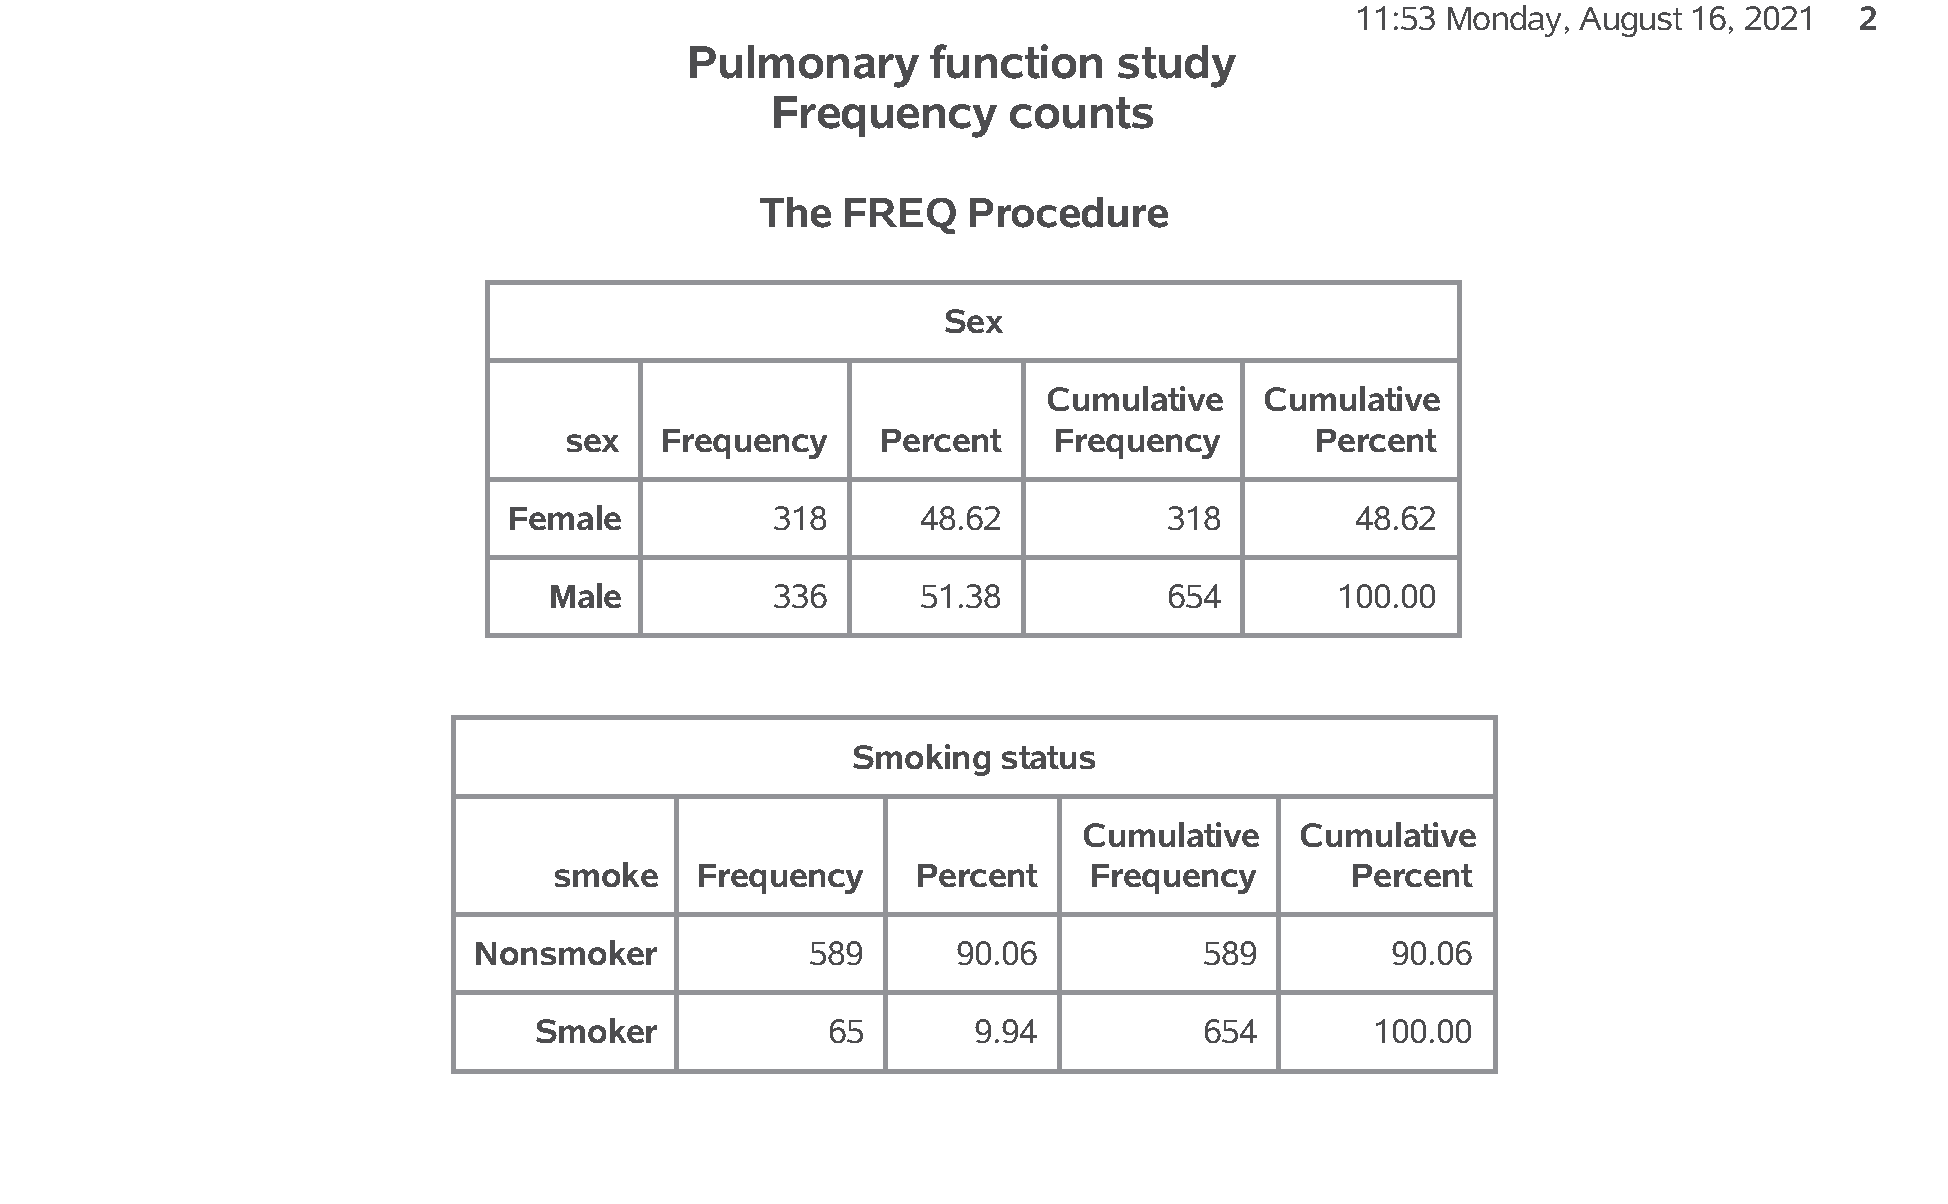 11:53 Monday, August 16, 2021 2
Pulmonary function study
Frequency counts
The FREQ Procedure
Sex
sex Frequency Percent Cumulative Frequency Cumulative Percent
Female 318 48.62 318 48.62
Male 336 51.38 654 100.00
Smoking status
smoke Frequency Percent Cumulative Frequency Cumulative Percent
Nonsmoker 589 90.06 589 90.06
Smoker 65 9.94 654 100.00